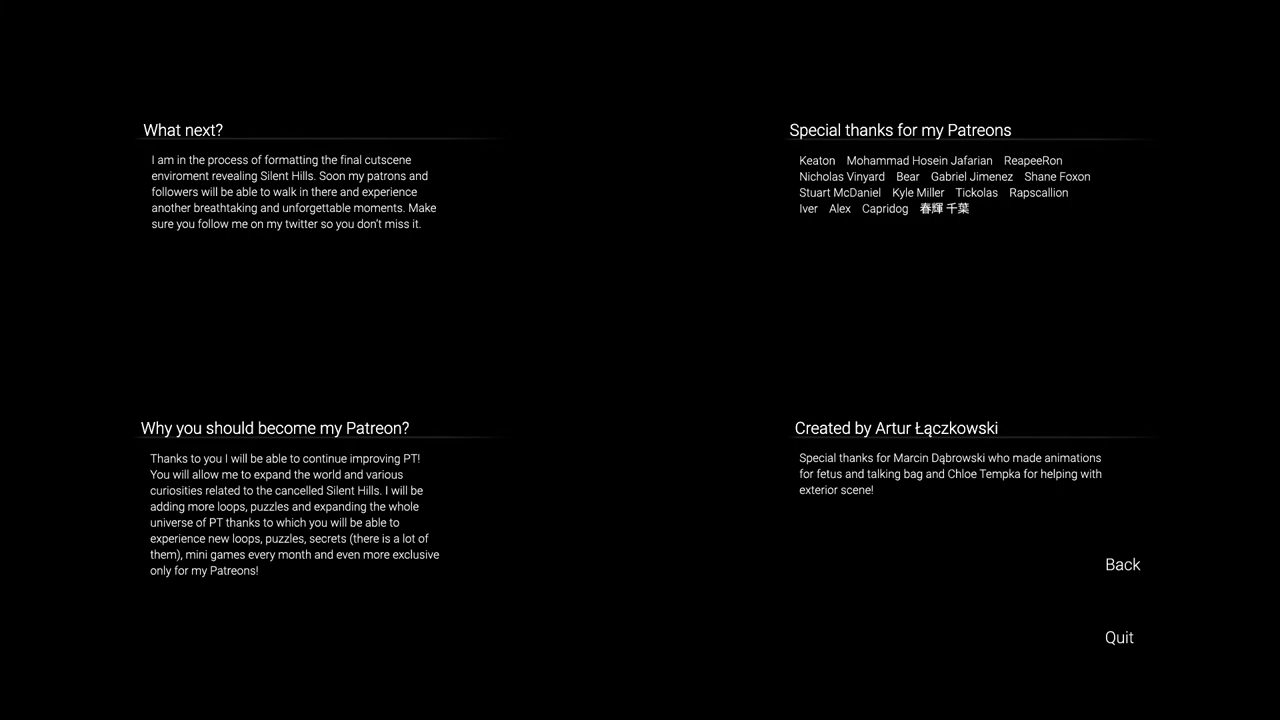 What next?
I am in the process of formatting the final cutscene
enviroment revealing Silent Hills. Soon my patrons and
followers will be able to walk in there and experience
another breathtaking and unforgettable moments. Make
sure you follow me on my twitter so you don't miss it.
Special thanks for my Patreons
Keaton Mohammad Hosein Jafarian ReapeeRon
Nicholas Vinyard Bear Gabriel Jimenez Shane Foxon
Stuart McDaniel Kyle Miller Tickolas Rapscallion
Iver Alex Capridog 春輝 千葉
Why you should become my Patreon?
Thanks to you I will be able to continue improving PT!
You will allow me to expand the world and various
curiosities related to the cancelled Silent Hills. I will be
adding more loops, puzzles and expanding the whole
universe of PT thanks to which you will be able to
experience new loops, puzzles, secrets (there is a lot of
them), mini games every month and even more exclusive
only for my Patreons!
Created by Artur Łączkowski
Special thanks for Marcin Dąbrowski who made animations
for fetus and talking bag and Chloe Tempka for helping with
exterior scene!
Back
Quit